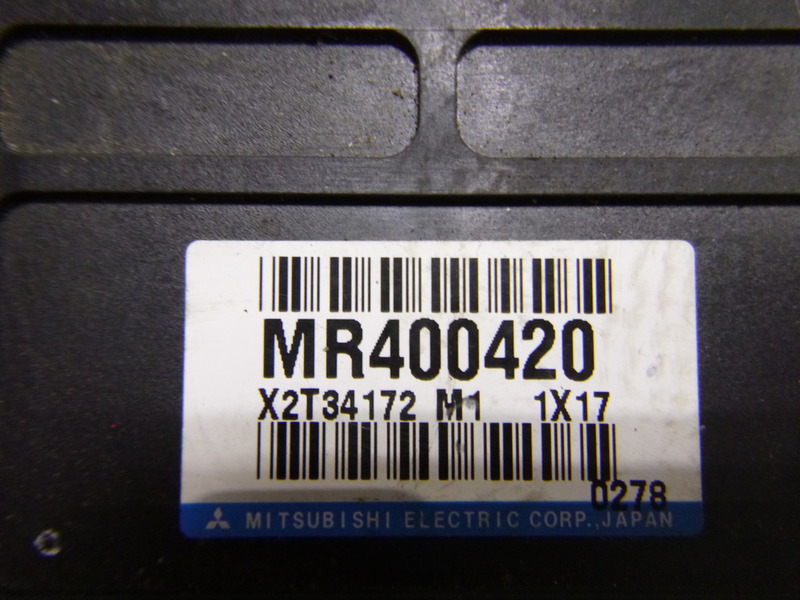 MR400420
X2T34172 M1 1X17
0278
MITSUBISHI ELECTRIC CORP.,JAPAN